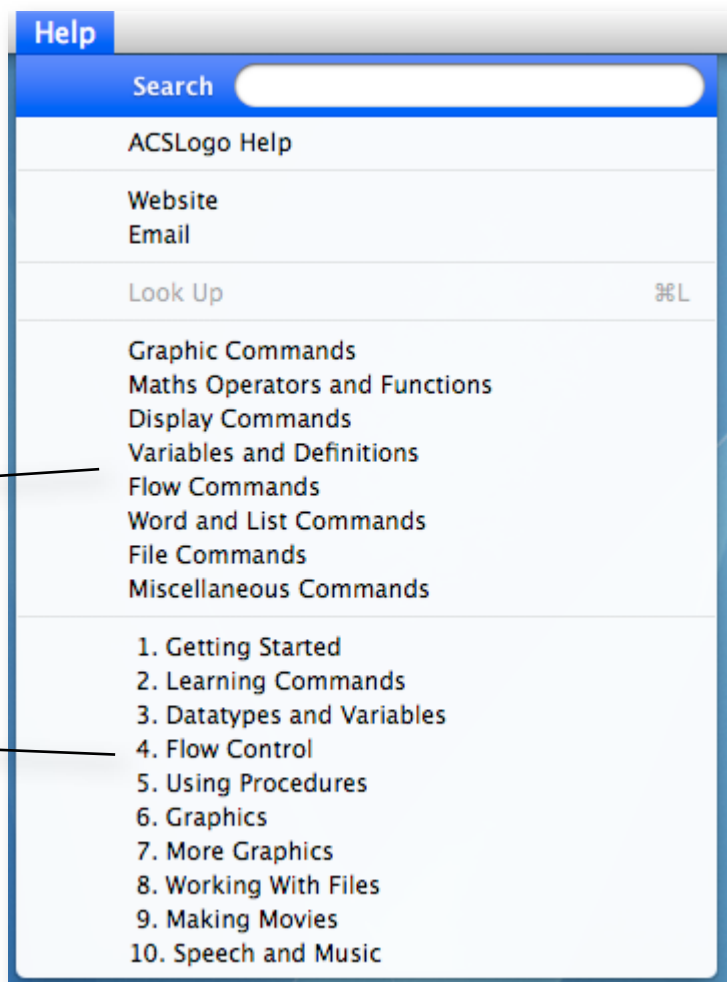 Help
Search
ACSLogo Help
Website
Email
Look Up ⌘L
Graphic Commands
Maths Operators and Functions
Display Commands
Variables and Definitions
Flow Commands
Word and List Commands
File Commands
Miscellaneous Commands
1. Getting Started
2. Learning Commands
3. Datatypes and Variables
4. Flow Control
5. Using Procedures
6. Graphics
7. More Graphics
8. Working With Files
9. Making Movies
10. Speech and Music